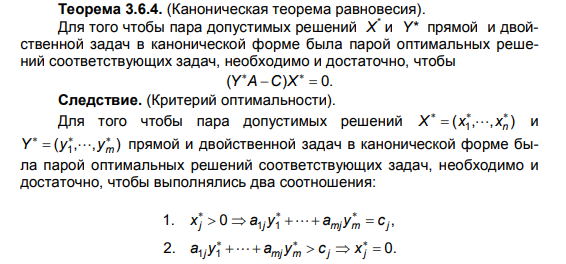 Теорема 3.6.4. (Каноническая теорема равновесия).
Для того чтобы пара допустимых решений X* и Y* прямой и двой-
ственной задач в канонической форме была парой оптимальных реше-
ний соответствующих задач, необходимо и достаточно, чтобы
(Y*A – C)X* = 0.
Следствие. (Критерий оптимальности).
Для того чтобы пара допустимых решений X* = (x₁*,⋯,xₙ*) и
Y* = (y₁*,⋯,yₘ*) прямой и двойственной задач в канонической форме бы-
ла парой оптимальных решений соответствующих задач, необходимо и
достаточно, чтобы выполнялись два соотношения:
1. xⱼ* > 0 ⇒ a₁ⱼy₁* + ⋯ + aₘⱼyₘ* = cⱼ,
2. a₁ⱼy₁* + ⋯ + aₘⱼyₘ* > cⱼ ⇒ xⱼ* = 0.